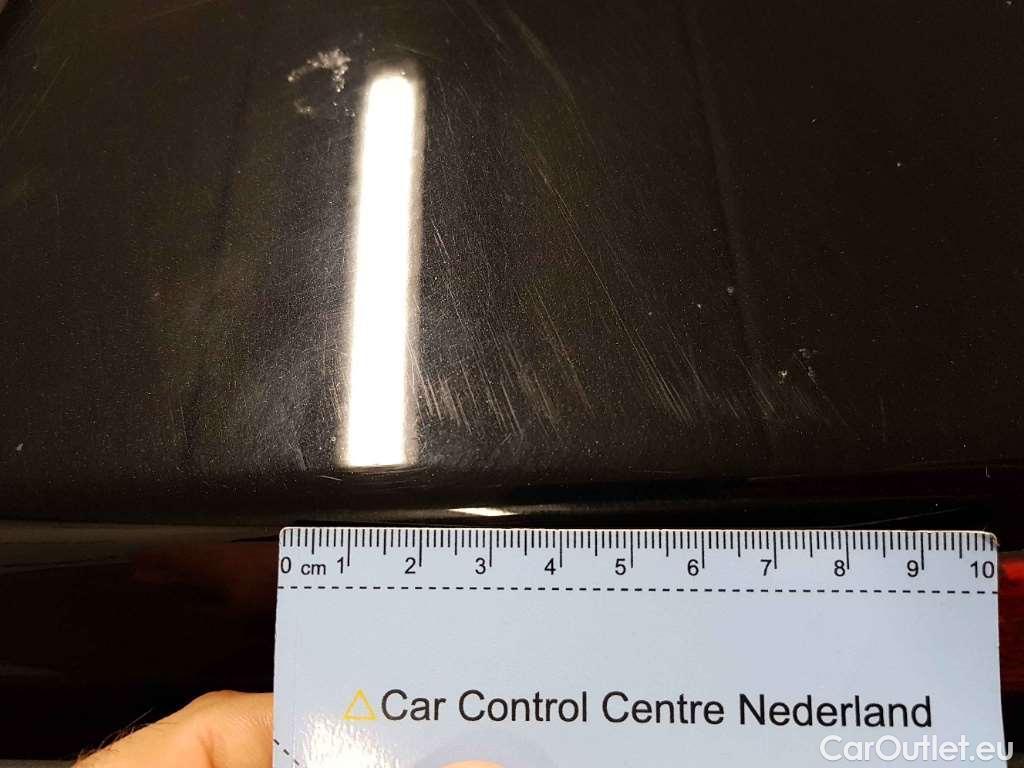 0 cm 1 2 3 4 5 6 7 8 9 10
Car Control Centre Nederland
CarOutlet.eu